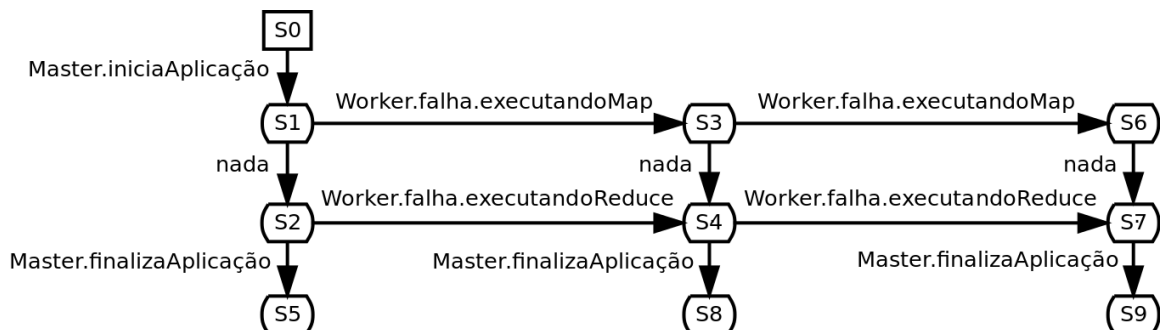 S0
Master.iniciaAplicação
Worker.falha.executandoMap Worker.falha.executandoMap
S1 S3 S6
nada nada nada
Worker.falha.executandoReduce Worker.falha.executandoReduce
S2 S4 S7
Master.finalizaAplicação Master.finalizaAplicação Master.finalizaAplicação
S5 S8 S9